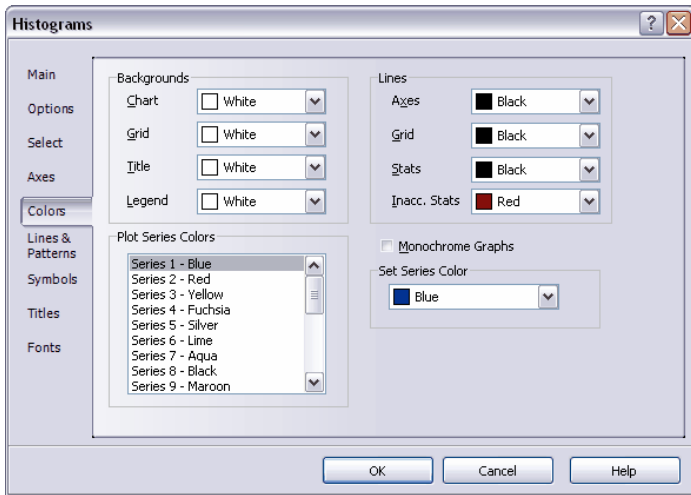 Histograms
Main
Options
Select
Axes
Colors
Lines &
Patterns
Symbols
Titles
Fonts
Backgrounds
Chart White
Grid White
Title White
Legend White
Lines
Axes Black
Grid Black
Stats Black
Inacc. Stats Red
Plot Series Colors
Series 1 - Blue
Series 2 - Red
Series 3 - Yellow
Series 4 - Fuchsia
Series 5 - Silver
Series 6 - Lime
Series 7 - Aqua
Series 8 - Black
Series 9 - Maroon
Monochrome Graphs
Set Series Color
Blue
OK Cancel Help